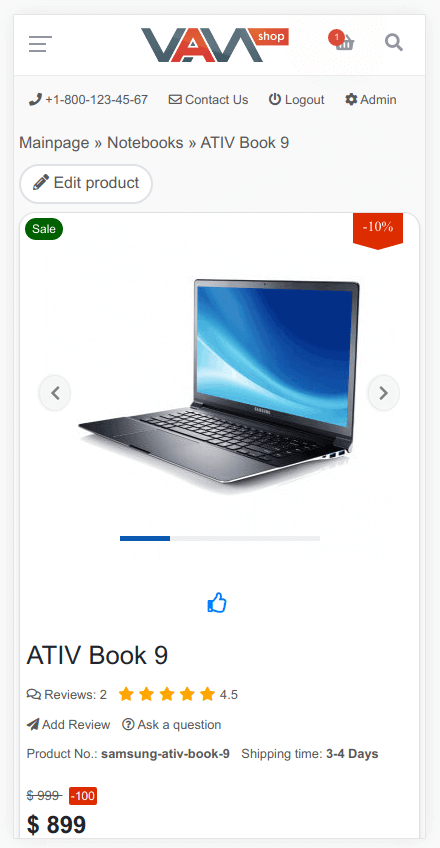 VAVA shop
1
+1-800-123-45-67 Contact Us Logout Admin
Mainpage » Notebooks » ATIV Book 9
Edit product
Sale
-10%
SAMSUNG
ATIV Book 9
Reviews: 2 4.5
Add Review Ask a question
Product No.: samsung-ativ-book-9 Shipping time: 3-4 Days
$ 999 -100
$ 899